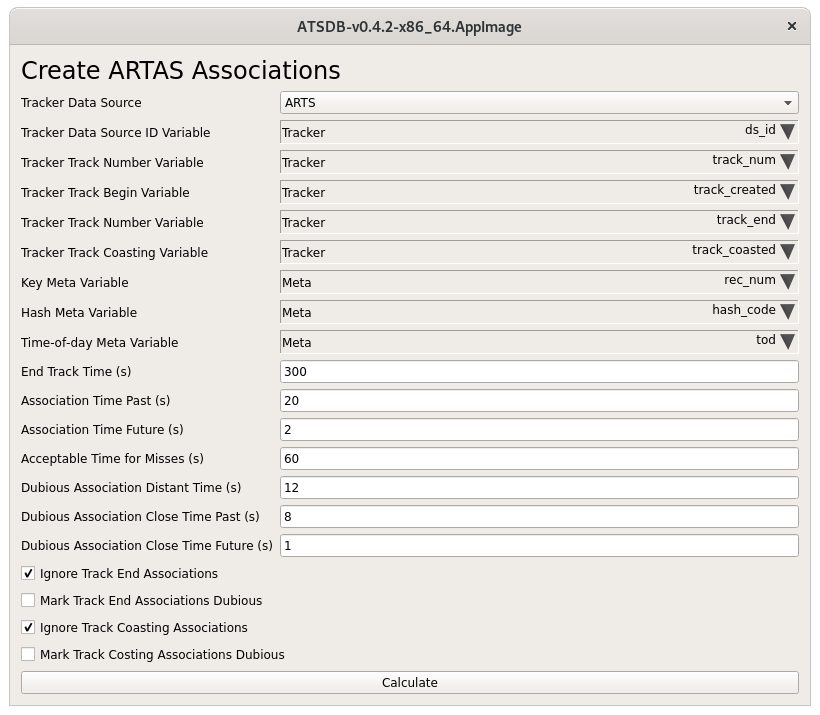 ATSDB-v0.4.2-x86_64.AppImage ×
Create ARTAS Associations
Tracker Data Source ARTS
Tracker Data Source ID Variable Tracker ds_id
Tracker Track Number Variable Tracker track_num
Tracker Track Begin Variable Tracker track_created
Tracker Track Number Variable Tracker track_end
Tracker Track Coasting Variable Tracker track_coasted
Key Meta Variable Meta rec_num
Hash Meta Variable Meta hash_code
Time-of-day Meta Variable Meta tod
End Track Time (s) 300
Association Time Past (s) 20
Association Time Future (s) 2
Acceptable Time for Misses (s) 60
Dubious Association Distant Time (s) 12
Dubious Association Close Time Past (s) 8
Dubious Association Close Time Future (s) 1
Ignore Track End Associations
Mark Track End Associations Dubious
Ignore Track Coasting Associations
Mark Track Costing Associations Dubious
Calculate